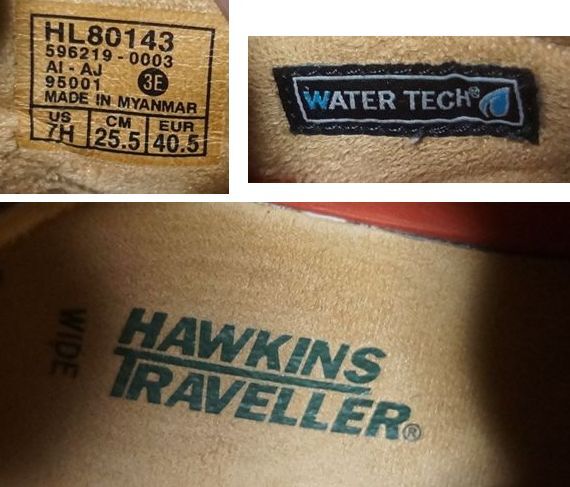 HL80143
596219-0003
AI-AJ
95001 3E
MADE IN MYANMAR
US CM EUR
7H 25.5 40.5
WATER TECH®
WIDE
HAWKINS
TRAVELLER®